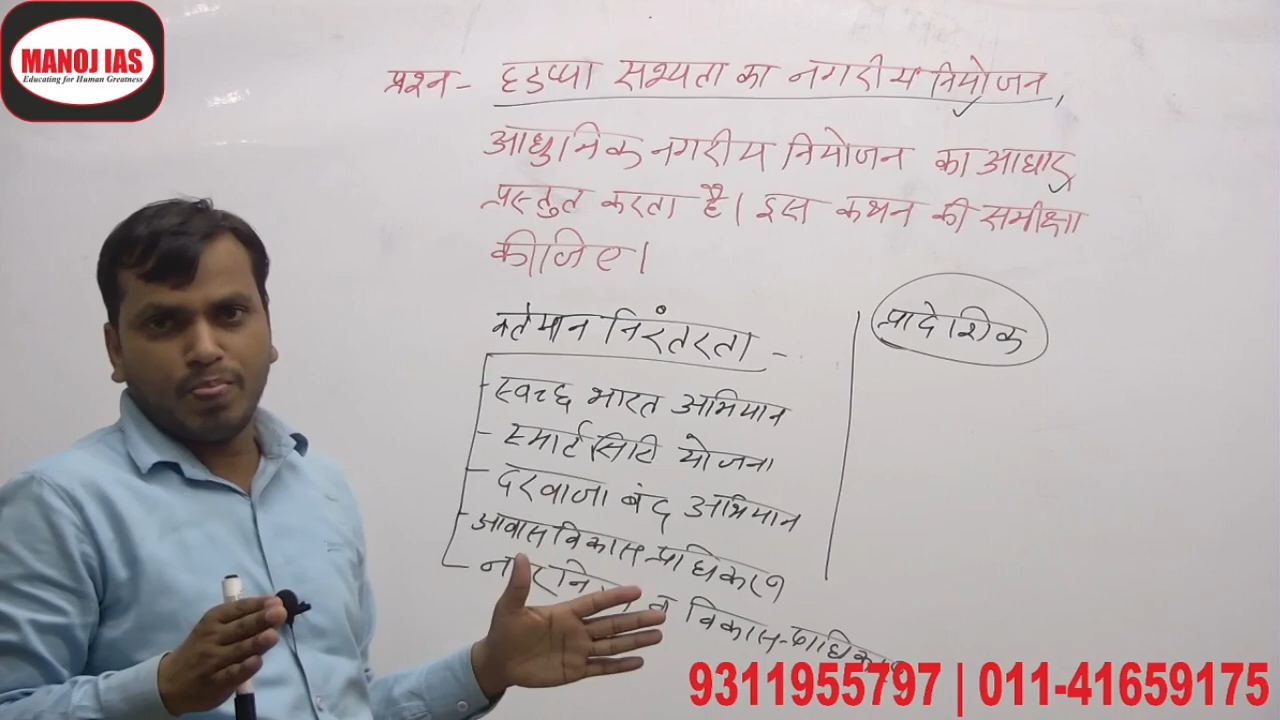 MANOJ IAS
Educating for Human Greatness
प्रश्न - हडप्पा सभ्यता का नगरीय नियोजन,
आधुनिक नगरीय नियोजन का आधार
प्रस्तुत करता है। इस कथन की समीक्षा
कीजिए।
वर्तमान निरंतरता -
- स्वच्छ भारत अभियान
- स्मार्ट सिटी योजना
- दरवाजा बंद अभियान
- आवास विकास प्राधिकरण
व विकास-प्राधिकरण
प्रादेशिक
9311955797 | 011-41659175